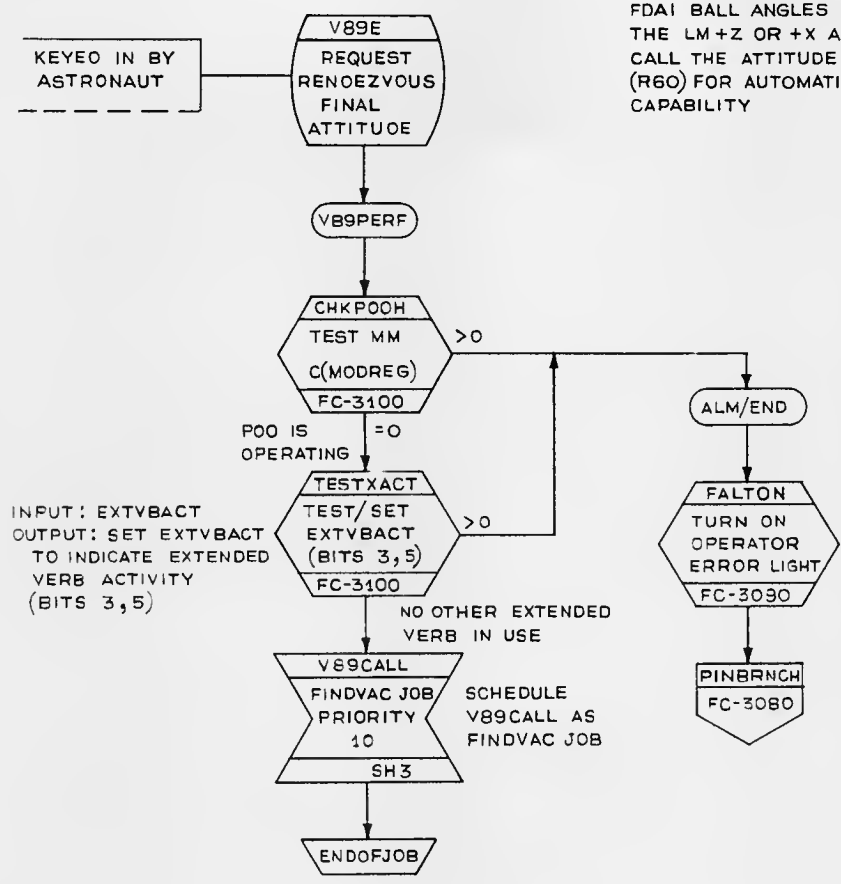 FDAI BALL ANGLES
THE LM+Z OR +X A
CALL THE ATTITUDE
(R60) FOR AUTOMATI
CAPABILITY
KEYEO IN BY
ASTRONAUT
V89E
REQUEST
RENDEZVOUS
FINAL
ATTITUDE
V89PERF
CHKPOOH
TEST MM
C(MODREG)
FC-3100
>0
POO IS
OPERATING
=0
ALM/END
INPUT: EXTVBACT
OUTPUT: SET EXTVBACT
TO INDICATE EXTENDED
VERB ACTIVITY
(BITS 3,5)
TESTXACT
TEST/SET
EXTVBACT
(BITS 3,5)
FC-3100
>0
FALTON
TURN ON
OPERATOR
ERROR LIGHT
FC-3090
NO OTHER EXTENDED
VERB IN USE
V89CALL
FINDVAC JOB
PRIORITY
10
SH3
SCHEDULE
V89CALL AS
FINDVAC JOB
PINBRNCH
FC-3080
ENDOFJOB